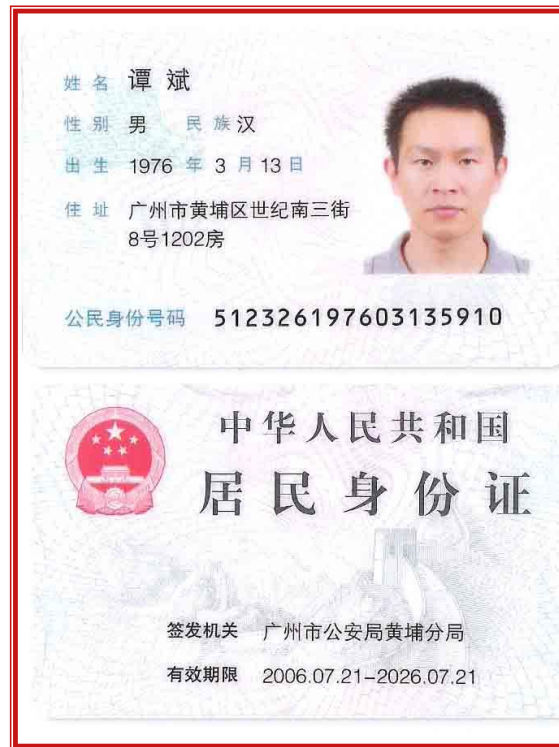 姓名 谭斌
性别 男 民族 汉
出生 1976 年 3 月 13 日
住址 广州市黄埔区世纪南三街
8号1202房
公民身份号码 512326197603135910
中华人民共和国
居民身份证
签发机关 广州市公安局黄埔分局
有效期限 2006.07.21-2026.07.21